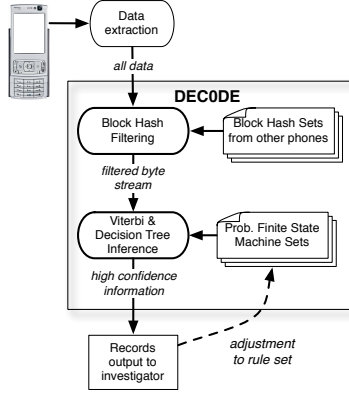 Data
extraction
all data
DEC0DE
Block Hash
Filtering
Block Hash Sets
from other phones
filtered byte
stream
Viterbi &
Decision Tree
Inference
Prob. Finite State
Machine Sets
high confidence
information
Records
output to
investigator
adjustment
to rule set